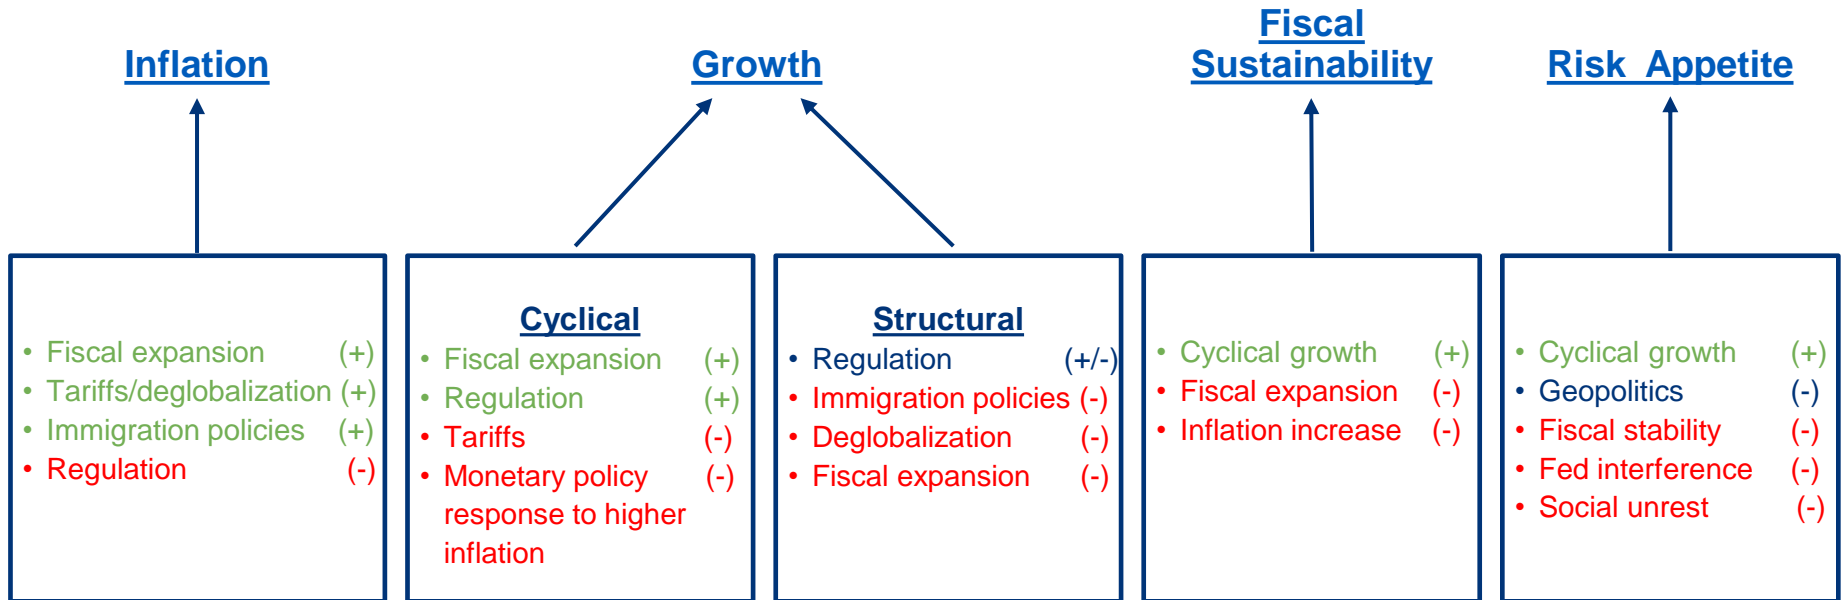 Inflation
Growth
Fiscal
Sustainability
Risk Appetite
• Fiscal expansion (+)
• Tariffs/deglobalization (+)
• Immigration policies (+)
• Regulation (-)
Cyclical
• Fiscal expansion (+)
• Regulation (+)
• Tariffs (-)
• Monetary policy (-)
response to higher
inflation
Structural
• Regulation (+/-)
• Immigration policies (-)
• Deglobalization (-)
• Fiscal expansion (-)
• Cyclical growth (+)
• Fiscal expansion (-)
• Inflation increase (-)
• Cyclical growth (+)
• Geopolitics (-)
• Fiscal stability (-)
• Fed interference (-)
• Social unrest (-)